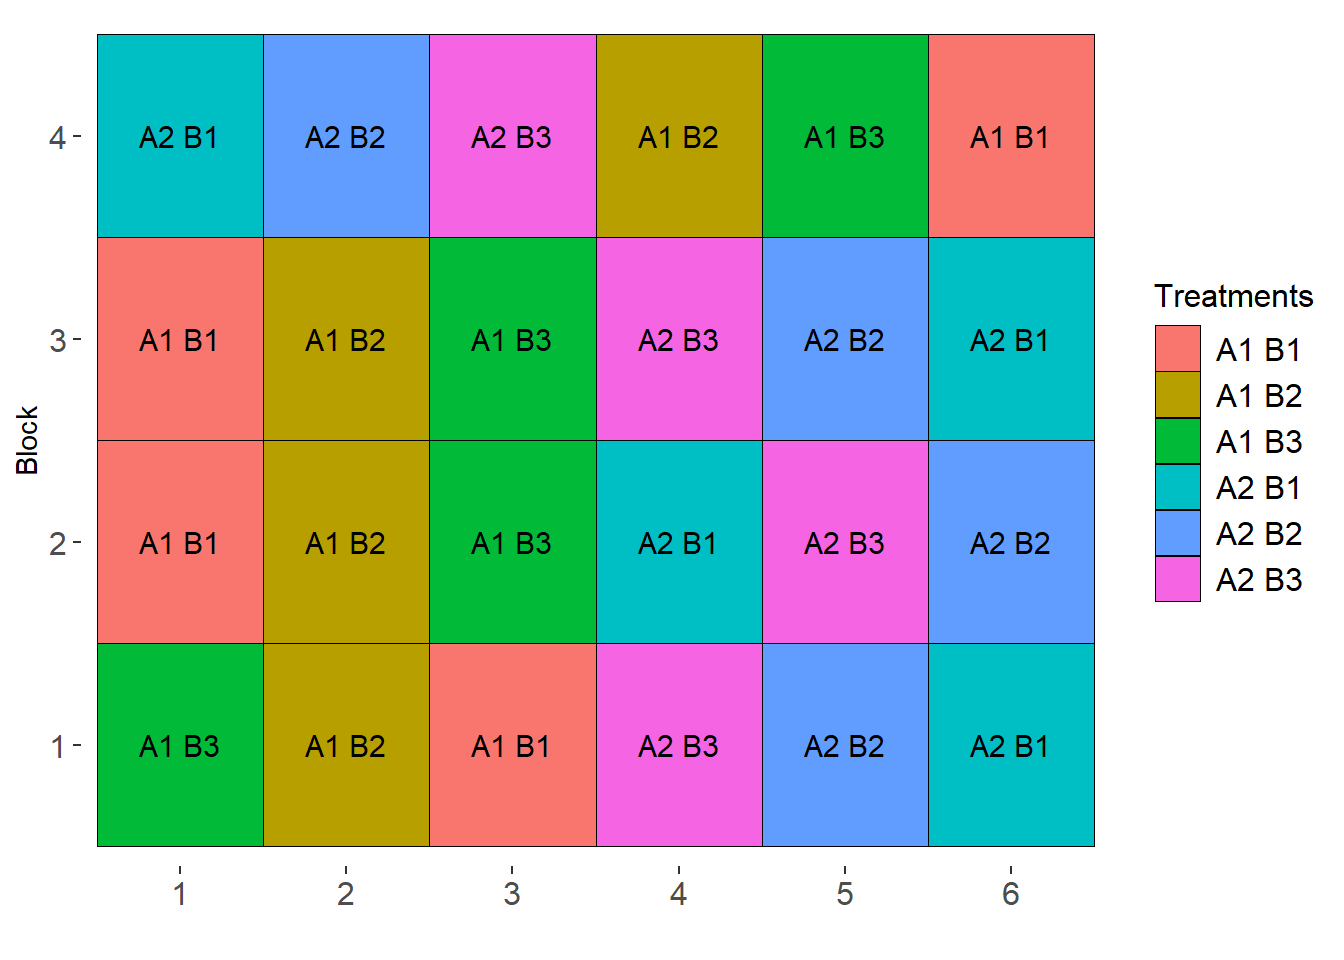 4
A2 B1 A2 B2 A2 B3 A1 B2 A1 B3 A1 B1
3
A1 B1 A1 B2 A1 B3 A2 B3 A2 B2 A2 B1
2
A1 B1 A1 B2 A1 B3 A2 B1 A2 B3 A2 B2
1
A1 B3 A1 B2 A1 B1 A2 B3 A2 B2 A2 B1
Block
1 2 3 4 5 6
Treatments
A1 B1
A1 B2
A1 B3
A2 B1
A2 B2
A2 B3